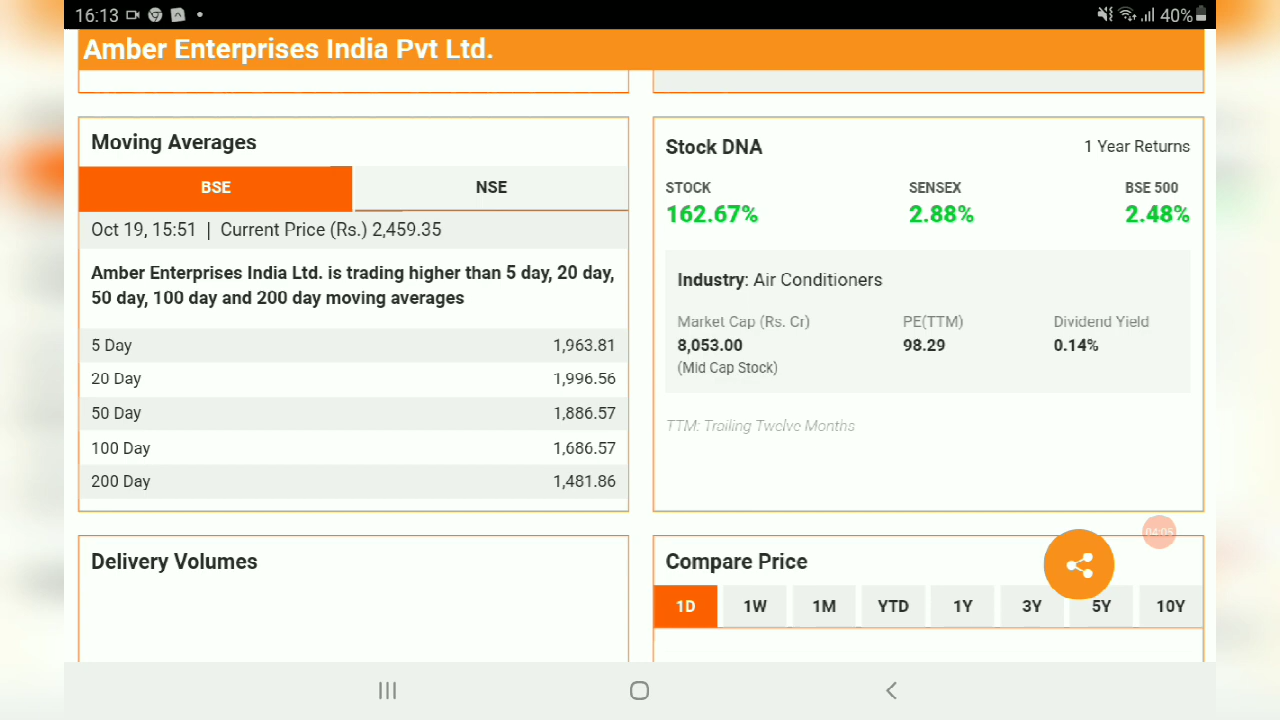 16:13
40%
Amber Enterprises India Pvt Ltd.
Moving Averages
BSE
NSE
Oct 19, 15:51 | Current Price (Rs.) 2,459.35
Amber Enterprises India Ltd. is trading higher than 5 day, 20 day,
50 day, 100 day and 200 day moving averages
5 Day 1,963.81
20 Day 1,996.56
50 Day 1,886.57
100 Day 1,686.57
200 Day 1,481.86
Stock DNA
1 Year Returns
STOCK SENSEX BSE 500
162.67% 2.88% 2.48%
Industry: Air Conditioners
Market Cap (Rs. Cr) PE(TTM) Dividend Yield
8,053.00 98.29 0.14%
(Mid Cap Stock)
TTM: Trailing Twelve Months
04:05
Delivery Volumes
Compare Price
1D 1W 1M YTD 1Y 3Y 5Y 10Y